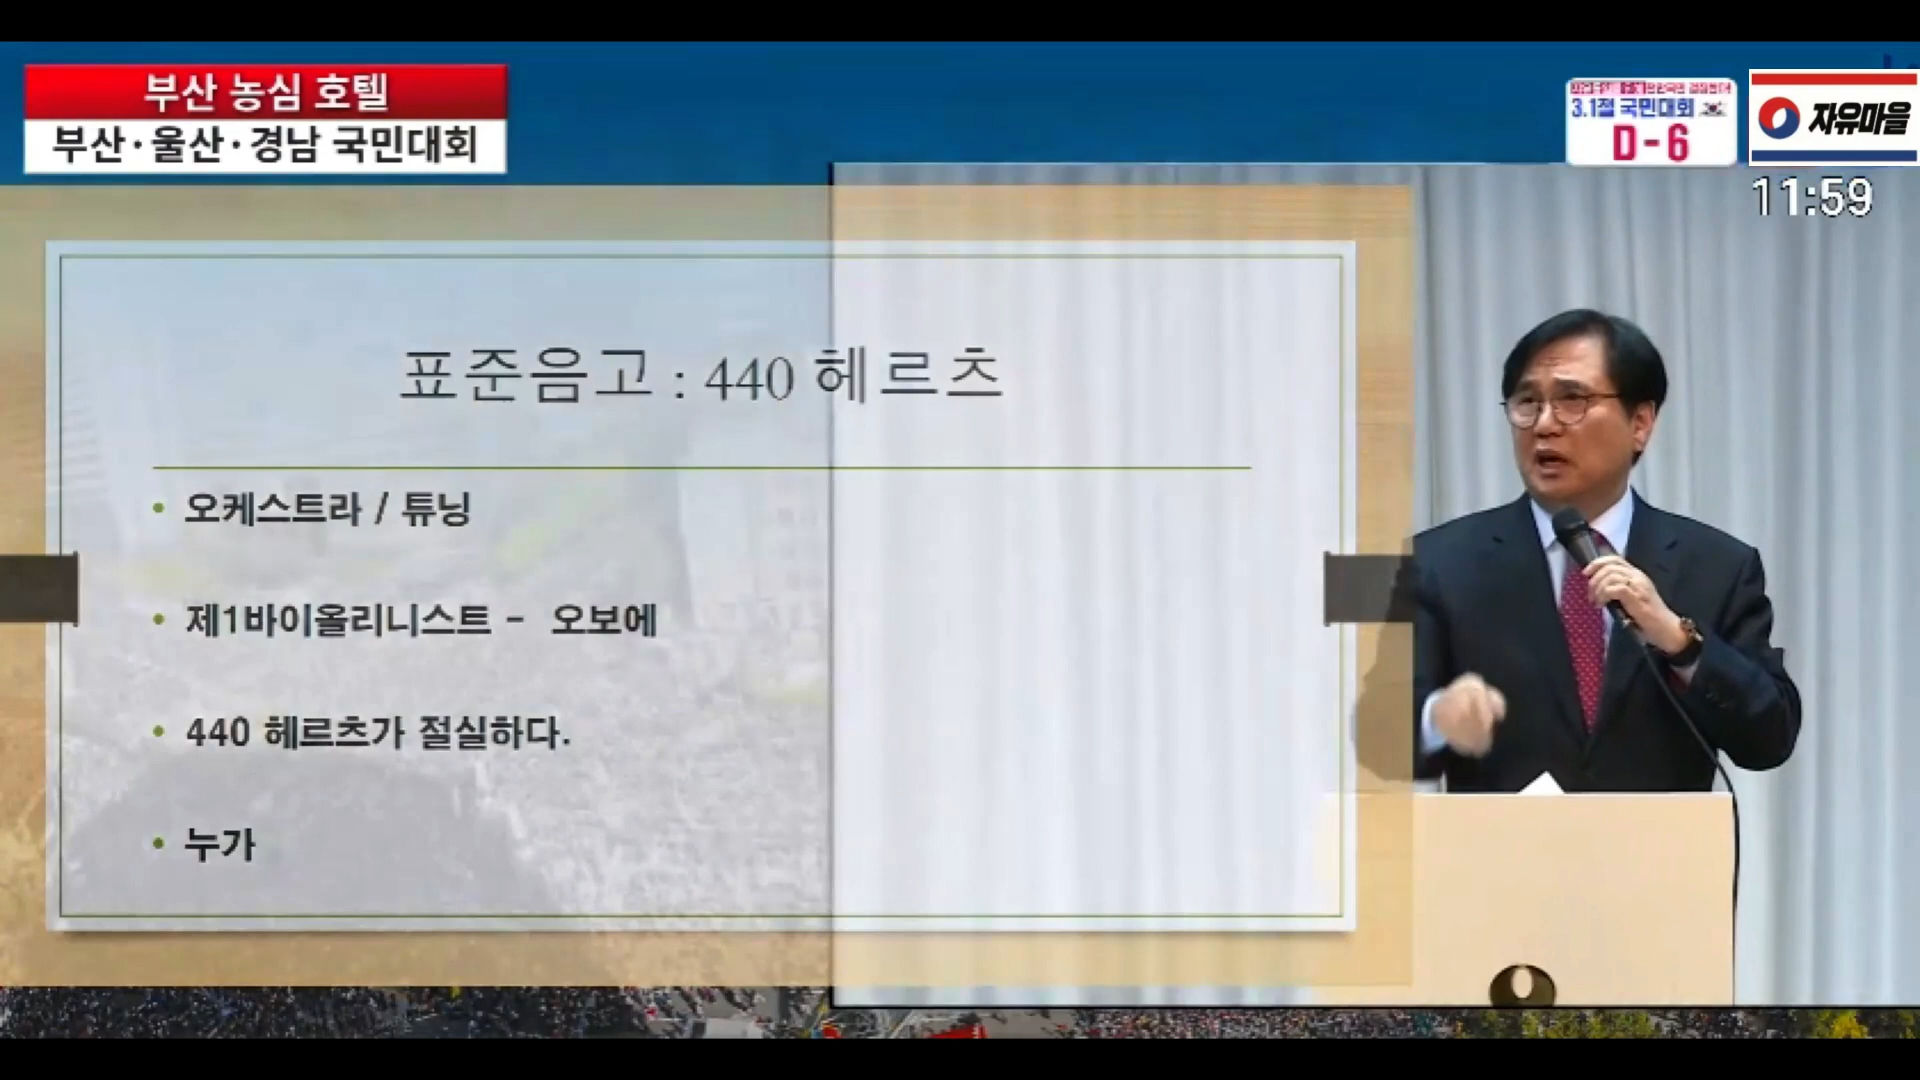 부산 농심 호텔
부산·울산·경남 국민대회
3.1절 국민대회
D-6
자유마을
11:59
표준음고 : 440 헤르츠
• 오케스트라 / 튜닝
• 제1바이올리니스트 - 오보에
• 440 헤르츠가 절실하다.
• 누가